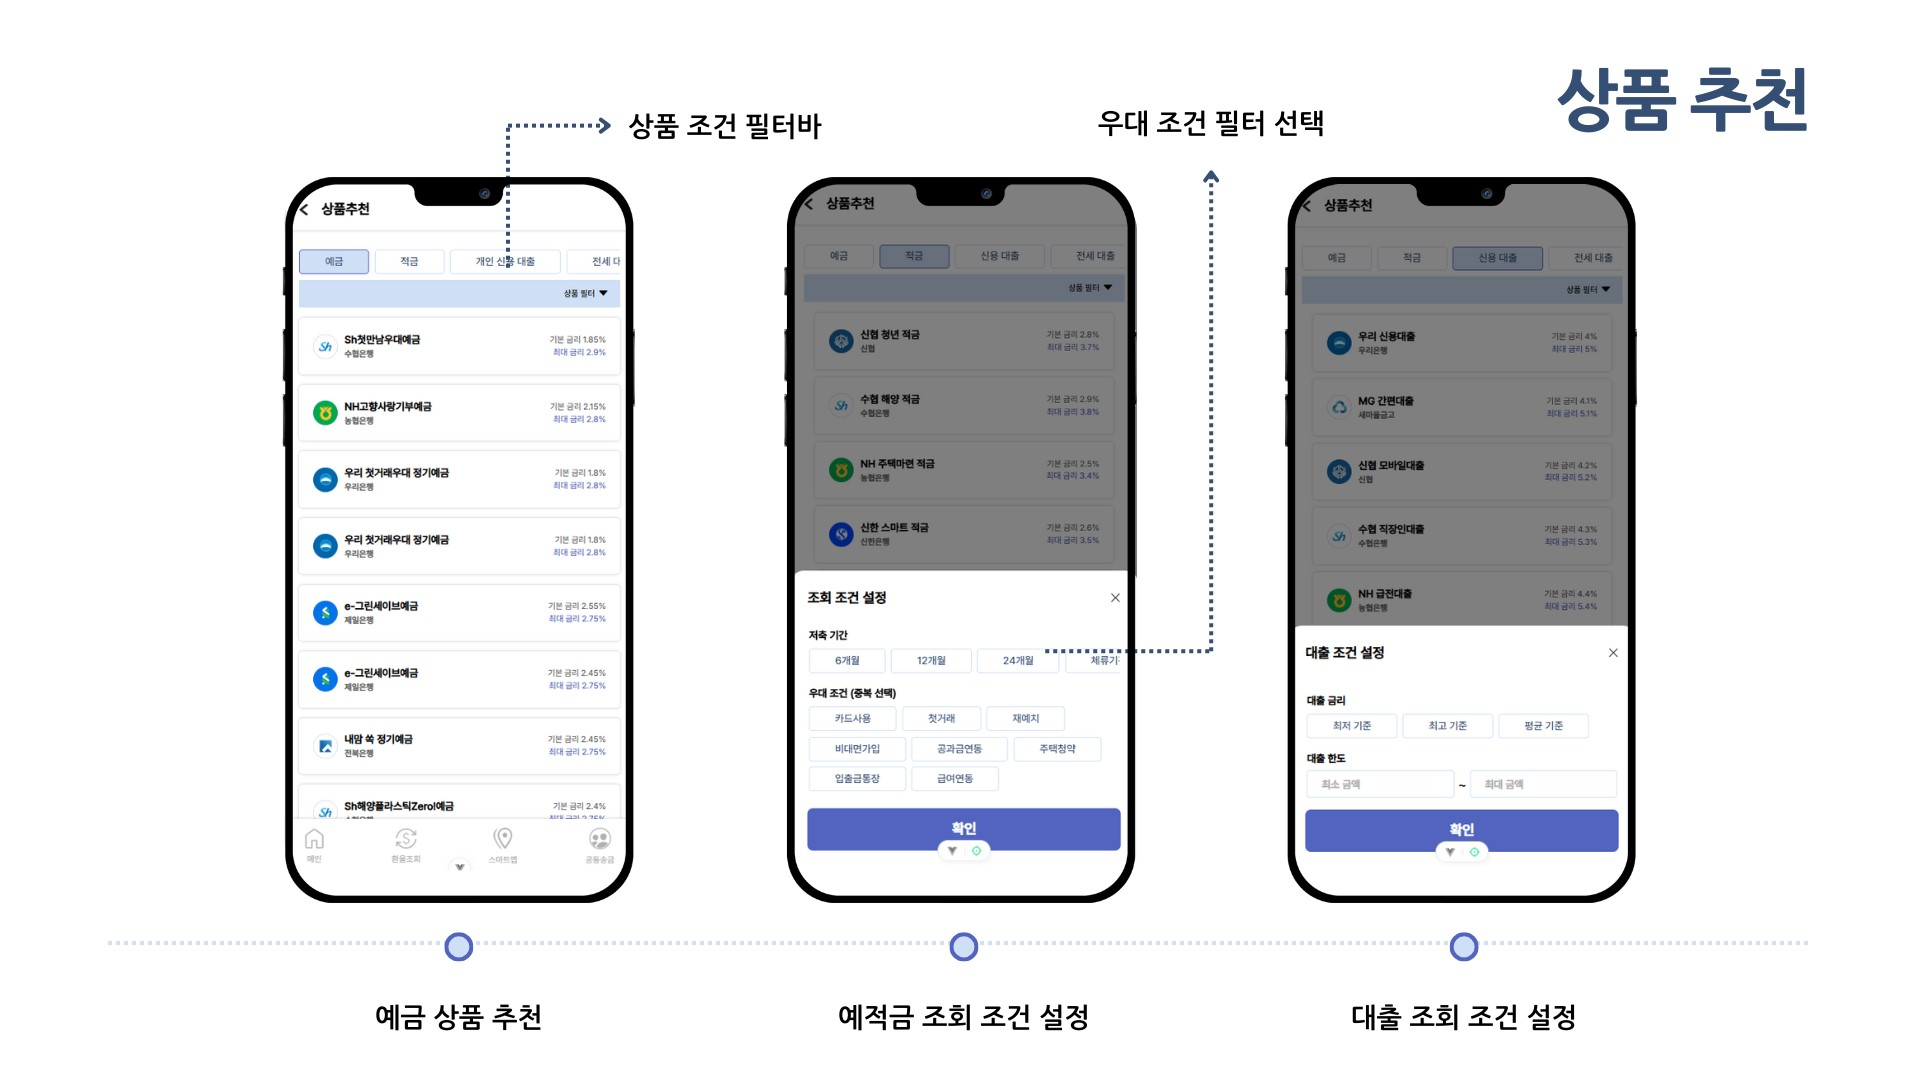 상품 추천
상품 조건 필터바
우대 조건 필터 선택
상품추천
예금
적금
개인 신용 대출
전세 다
상품 필터 ▼
Sh첫만남우대예금
수협은행
기본 금리 1.85%
최대 금리 2.9%
NH고향사랑기부예금
농협은행
기본 금리 2.15%
최대 금리 2.8%
우리 첫거래우대 정기예금
우리은행
기본 금리 1.8%
최대 금리 2.8%
우리 첫거래우대 정기예금
우리은행
기본 금리 1.8%
최대 금리 2.8%
e-그린세이브예금
제일은행
기본 금리 2.55%
최대 금리 2.75%
e-그린세이브예금
제일은행
기본 금리 2.45%
최대 금리 2.75%
내맘 쏙 정기예금
전북은행
기본 금리 2.45%
최대 금리 2.75%
Sh해양플라스틱Zero!예금
기본 금리 2.4%
최대 금리 2.75%
메인
환율조회
스마트맵
공동송금
상품추천
예금
적금
신용 대출
전세 대출
상품 필터 ▼
신협 청년 적금
신협
기본 금리 2.8%
최대 금리 3.7%
수협 해양 적금
수협은행
기본 금리 2.9%
최대 금리 3.8%
NH 주택마련 적금
농협은행
기본 금리 2.5%
최대 금리 3.4%
신한 스마트 적금
신한은행
기본 금리 2.6%
최대 금리 3.5%
조회 조건 설정
저축 기간
6개월
12개월
24개월
체류기
우대 조건 (중복 선택)
카드사용
첫거래
재예치
비대면가입
공과금연동
주택청약
입출금통장
급여연동
확인
상품추천
예금
적금
신용 대출
전세 대출
상품 필터 ▼
우리 신용대출
우리은행
기본 금리 4%
최대 금리 5%
MG 간편대출
새마을금고
기본 금리 4.1%
최대 금리 5.1%
신협 모바일대출
신협
기본 금리 4.2%
최대 금리 5.2%
수협 직장인대출
수협은행
기본 금리 4.3%
최대 금리 5.3%
NH 급전대출
농협은행
기본 금리 4.4%
최대 금리 5.4%
대출 조건 설정
대출 금리
최저 기준
최고 기준
평균 기준
대출 한도
최소 금액
~
최대 금액
확인
예금 상품 추천
예적금 조회 조건 설정
대출 조회 조건 설정